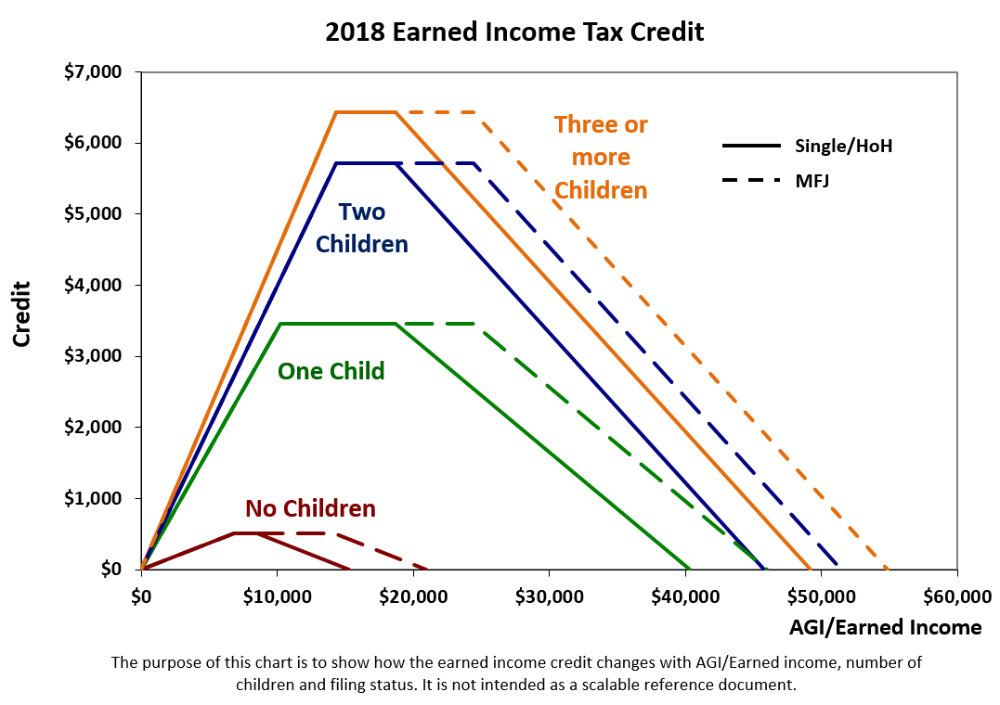 2018 Earned Income Tax Credit
$7,000
$6,000
$5,000
$4,000
$3,000
$2,000
$1,000
$0
Credit
Three or
more
Children
Single/HoH
MFJ
Two
Children
One Child
No Children
$0
$10,000
$20,000
$30,000
$40,000
$50,000
$60,000
AGI/Earned Income
The purpose of this chart is to show how the earned income credit changes with AGI/Earned income, number of
children and filing status. It is not intended as a scalable reference document.